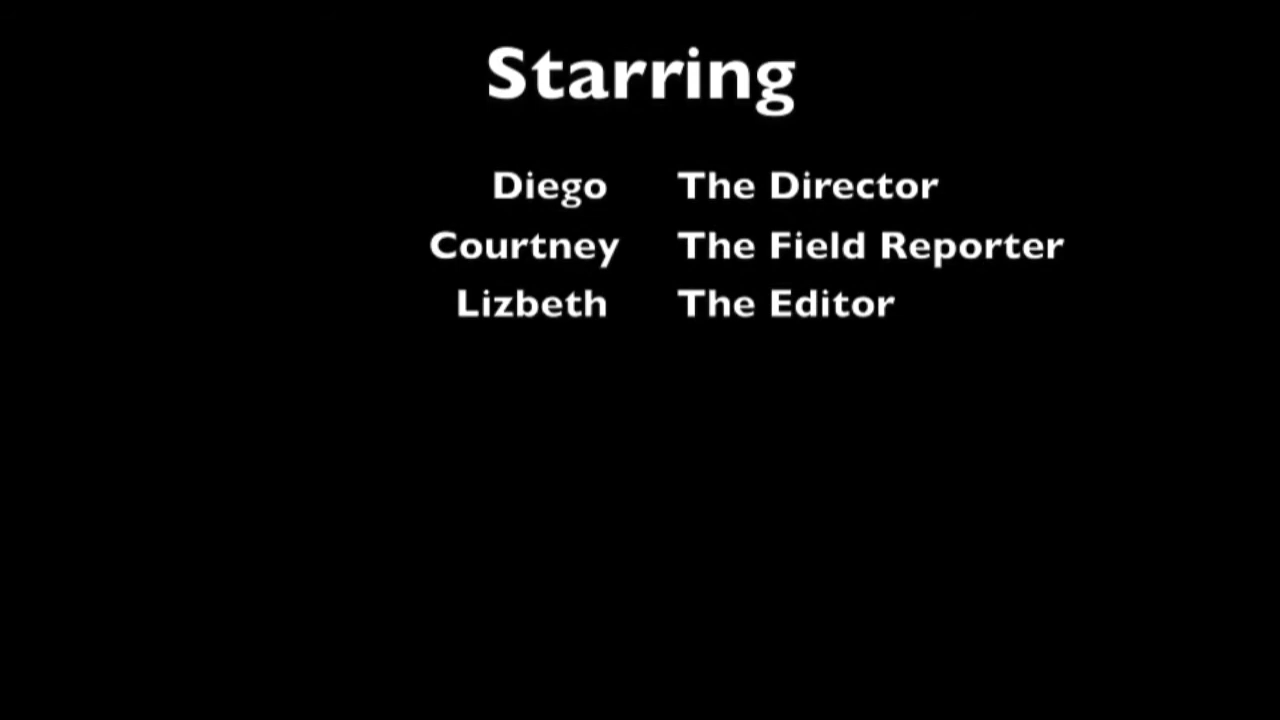 Starring
Diego The Director
Courtney The Field Reporter
Lizbeth The Editor